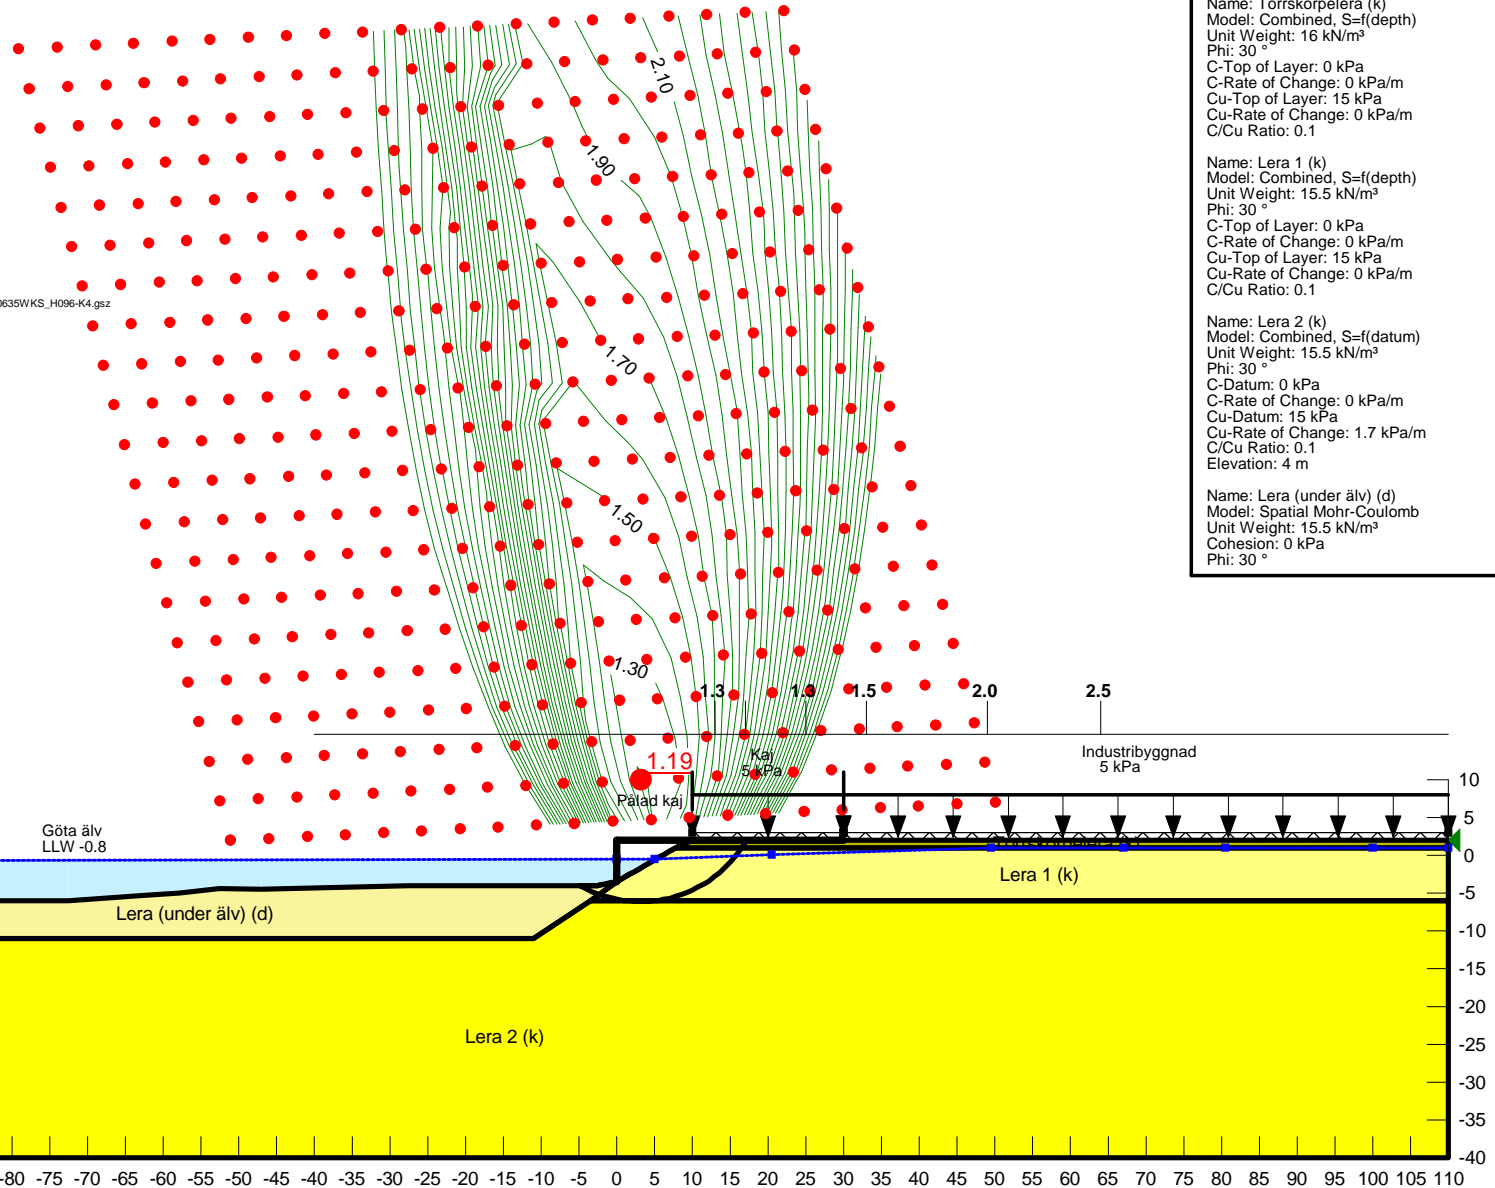 Name: Torrskorpelera (k)
Model: Combined, S=f(depth)
Unit Weight: 16 kN/m³
Phi: 30 °
C-Top of Layer: 0 kPa
C-Rate of Change: 0 kPa/m
Cu-Top of Layer: 15 kPa
Cu-Rate of Change: 0 kPa/m
C/Cu Ratio: 0.1
Name: Lera 1 (k)
Model: Combined, S=f(depth)
Unit Weight: 15.5 kN/m³
Phi: 30 °
C-Top of Layer: 0 kPa
C-Rate of Change: 0 kPa/m
Cu-Top of Layer: 15 kPa
Cu-Rate of Change: 0 kPa/m
C/Cu Ratio: 0.1
Name: Lera 2 (k)
Model: Combined, S=f(datum)
Unit Weight: 15.5 kN/m³
Phi: 30 °
C-Datum: 0 kPa
C-Rate of Change: 0 kPa/m
Cu-Datum: 15 kPa
Cu-Rate of Change: 1.7 kPa/m
C/Cu Ratio: 0.1
Elevation: 4 m
Name: Lera (under älv) (d)
Model: Spatial Mohr-Coulomb
Unit Weight: 15.5 kN/m³
Cohesion: 0 kPa
Phi: 30 °
0635WKS_H096-K4.gsz
2.10
1.90
1.70
1.50
1.30
1.3 1.3 1.5 2.0 2.5
1.19
Kaj
5 kPa
Industribyggnad
5 kPa
Pålad kaj
Göta älv
LLW -0.8
Lera 1 (k)
Lera (under älv) (d)
Lera 2 (k)
10
5
0
-5
-10
-15
-20
-25
-30
-35
-40
-80 -75 -70 -65 -60 -55 -50 -45 -40 -35 -30 -25 -20 -15 -10 -5 0 5 10 15 20 25 30 35 40 45 50 55 60 65 70 75 80 85 90 95 100 105 110